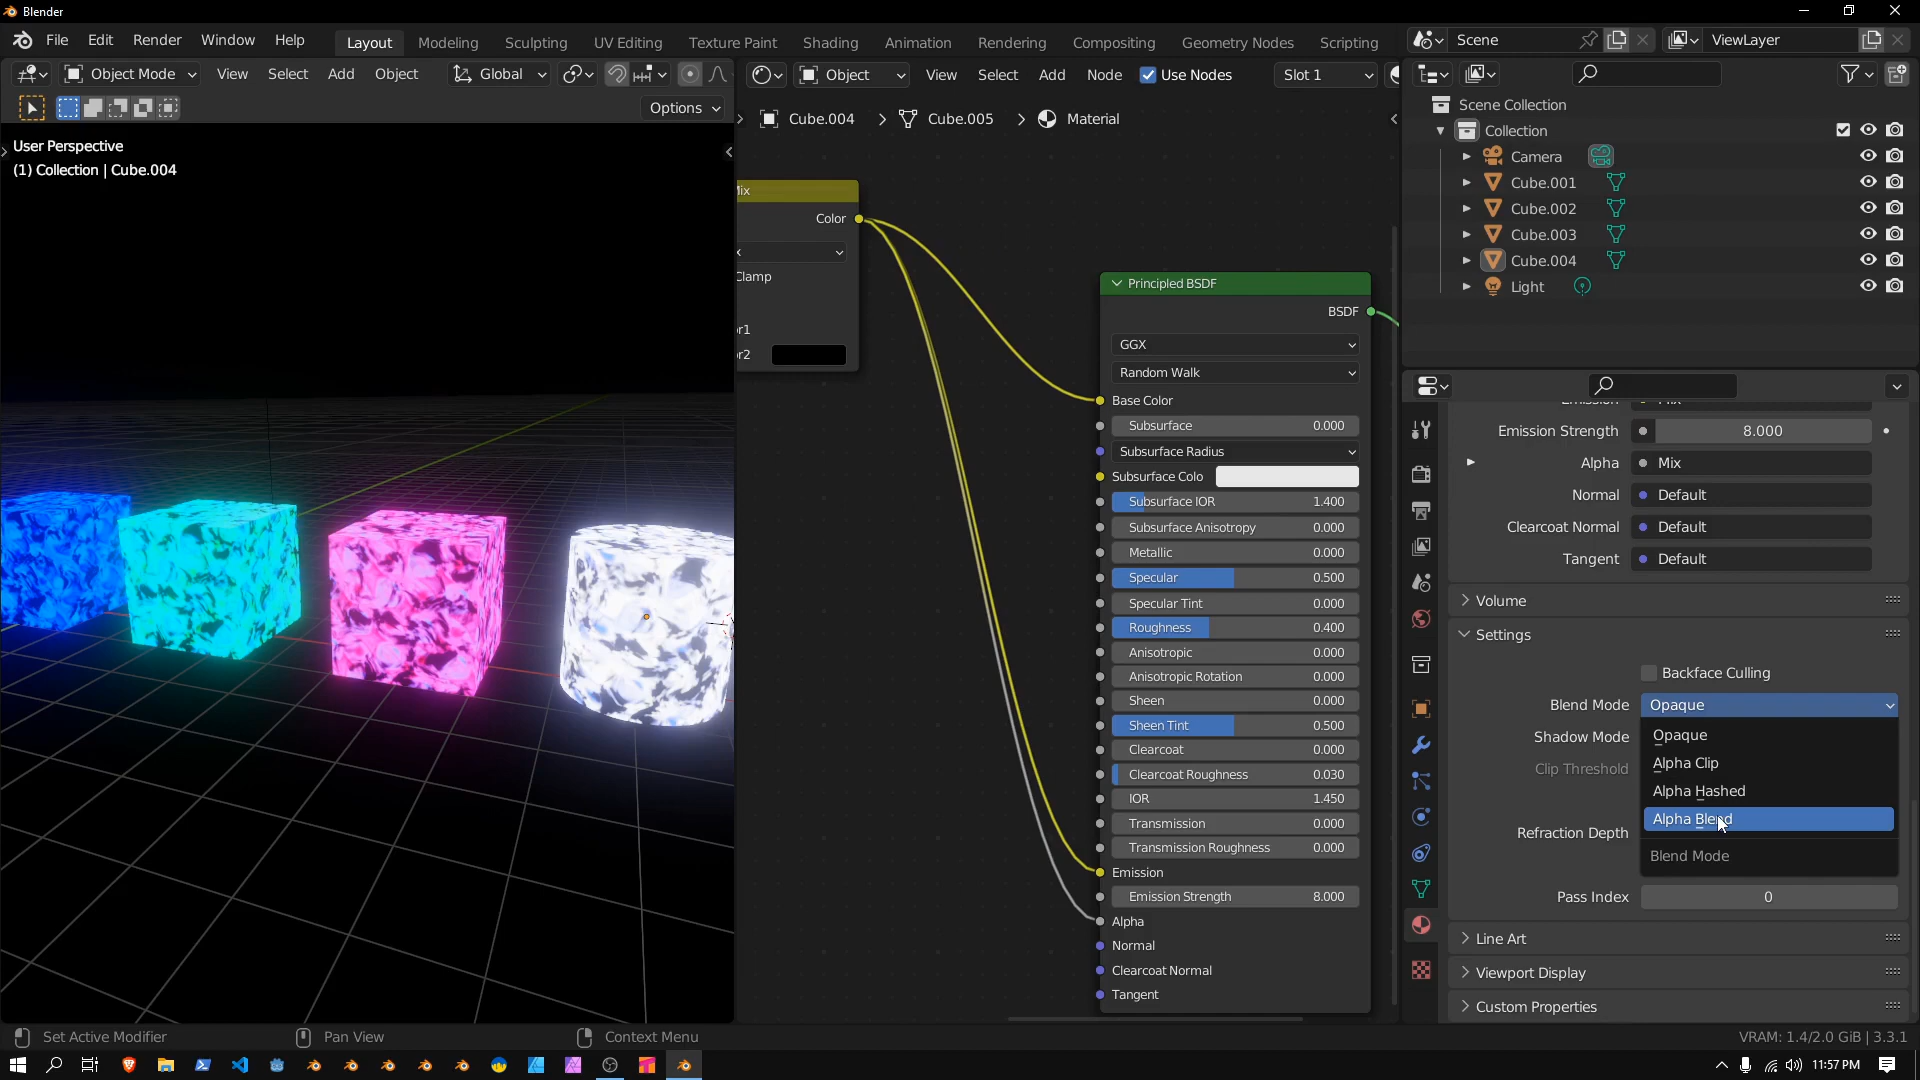 Blender
File Edit Render Window Help Layout Modeling Sculpting UV Editing Texture Paint Shading Animation Rendering Compositing Geometry Nodes Scripting Scene ViewLayer
Object Mode View Select Add Object Global Object View Select Add Node Use Nodes Slot 1
Options
Cube.004 > Cube.005 > Material
User Perspective
(1) Collection | Cube.004
Color
Clamp
Principled BSDF
BSDF
GGX
Random Walk
Base Color
Subsurface 0.000
Subsurface Radius
Subsurface Colo
Subsurface IOR 1.400
Subsurface Anisotropy 0.000
Metallic 0.000
Specular 0.500
Specular Tint 0.000
Roughness 0.400
Anisotropic 0.000
Anisotropic Rotation 0.000
Sheen 0.000
Sheen Tint 0.500
Clearcoat 0.000
Clearcoat Roughness 0.030
IOR 1.450
Transmission 0.000
Transmission Roughness 0.000
Emission
Emission Strength 8.000
Alpha
Normal
Clearcoat Normal
Tangent
Scene Collection
Collection
Camera
Cube.001
Cube.002
Cube.003
Cube.004
Light
Emission Strength 8.000
Alpha Mix
Normal Default
Clearcoat Normal Default
Tangent Default
Volume
Settings
Backface Culling
Blend Mode Opaque
Shadow Mode
Clip Threshold
Refraction Depth
Opaque
Alpha Clip
Alpha Hashed
Alpha Blend
Blend Mode
Pass Index 0
Line Art
Viewport Display
Custom Properties
Set Active Modifier Pan View Context Menu VRAM: 1.4/2.0 GiB | 3.3.1
11:57 PM